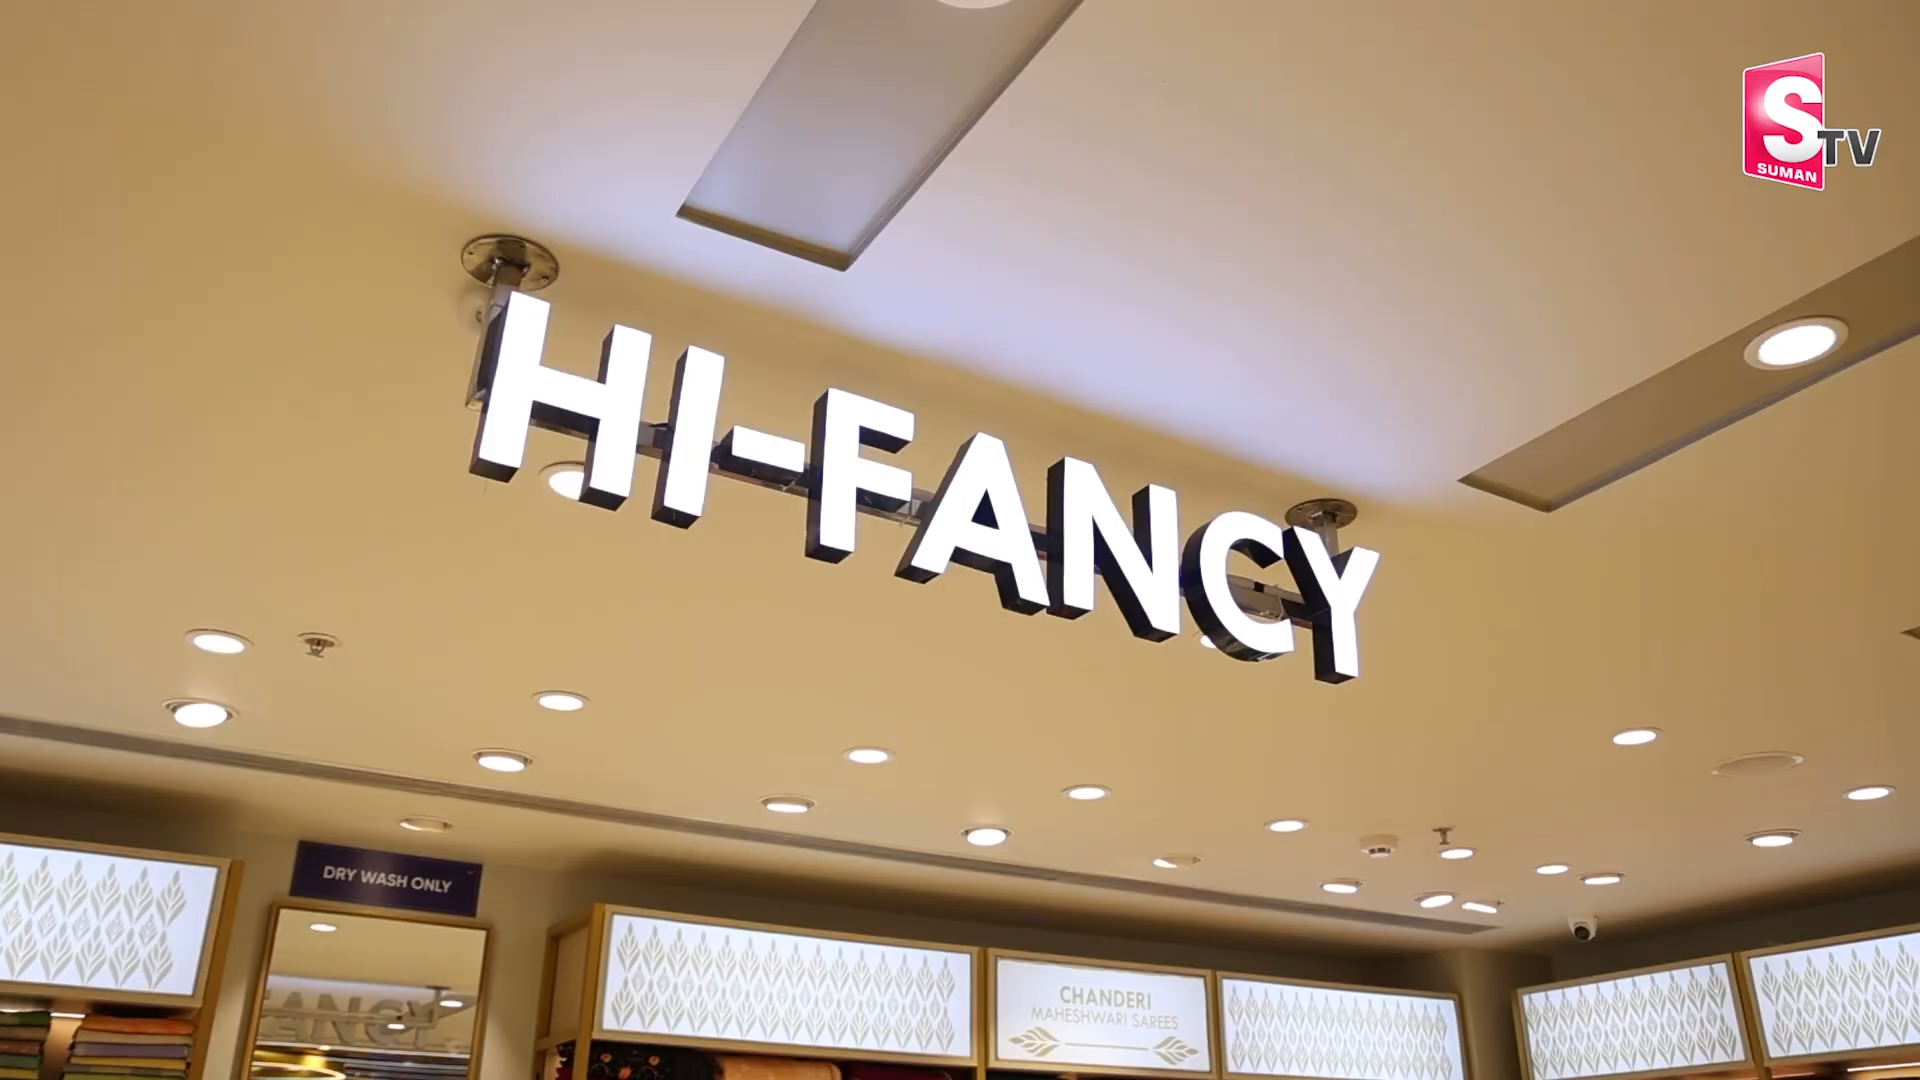 S
TV
SUMAN
HI-FANCY
DRY WASH ONLY
CHANDERI
MAHESHWARI SAREES